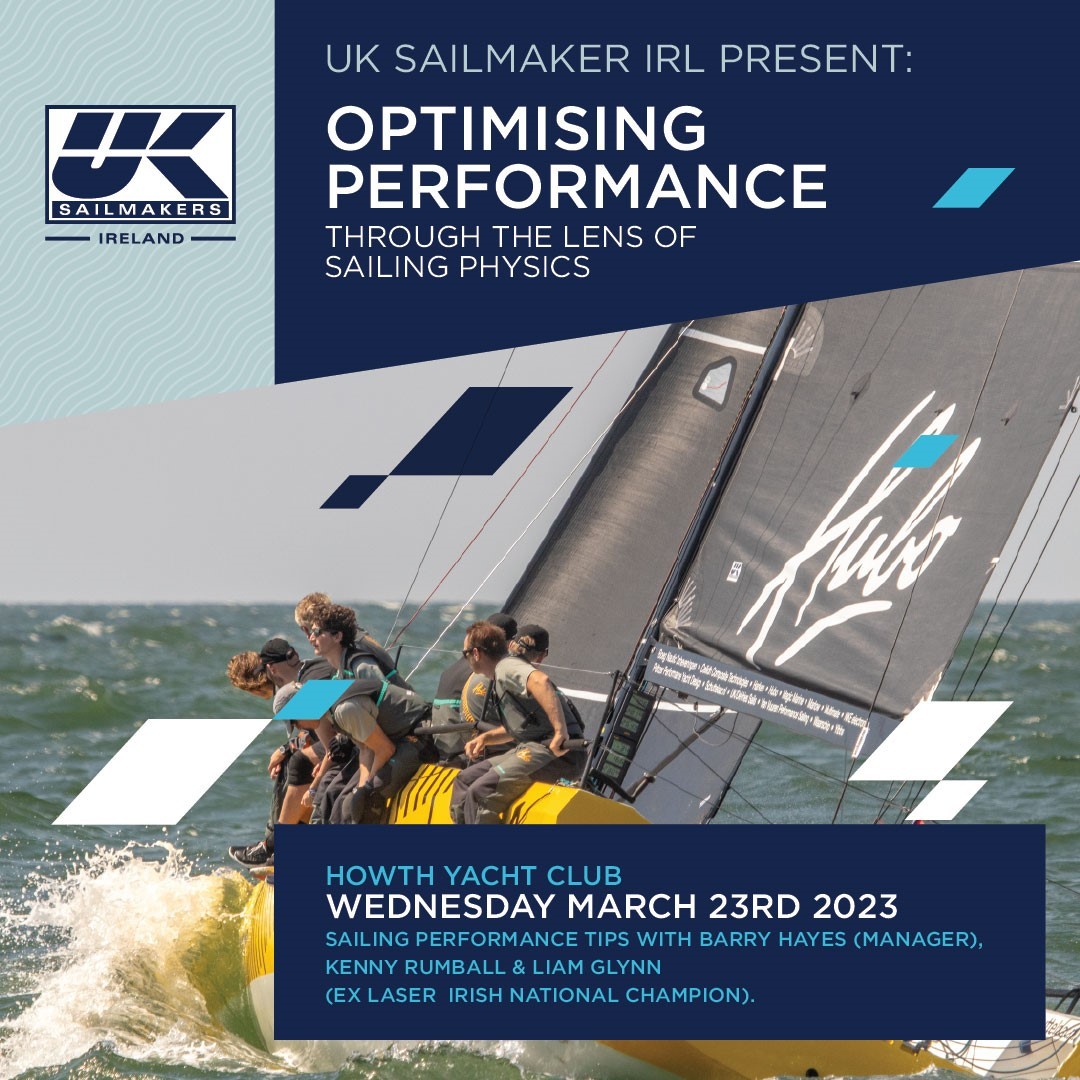 UK SAILMAKER IRL PRESENT:
OPTIMISING
PERFORMANCE
THROUGH THE LENS OF
SAILING PHYSICS
UK
SAILMAKERS
IRELAND
Hubo
HOWTH YACHT CLUB
WEDNESDAY MARCH 23RD 2023
SAILING PERFORMANCE TIPS WITH BARRY HAYES (MANAGER),
KENNY RUMBALL & LIAM GLYNN
(EX LASER IRISH NATIONAL CHAMPION).